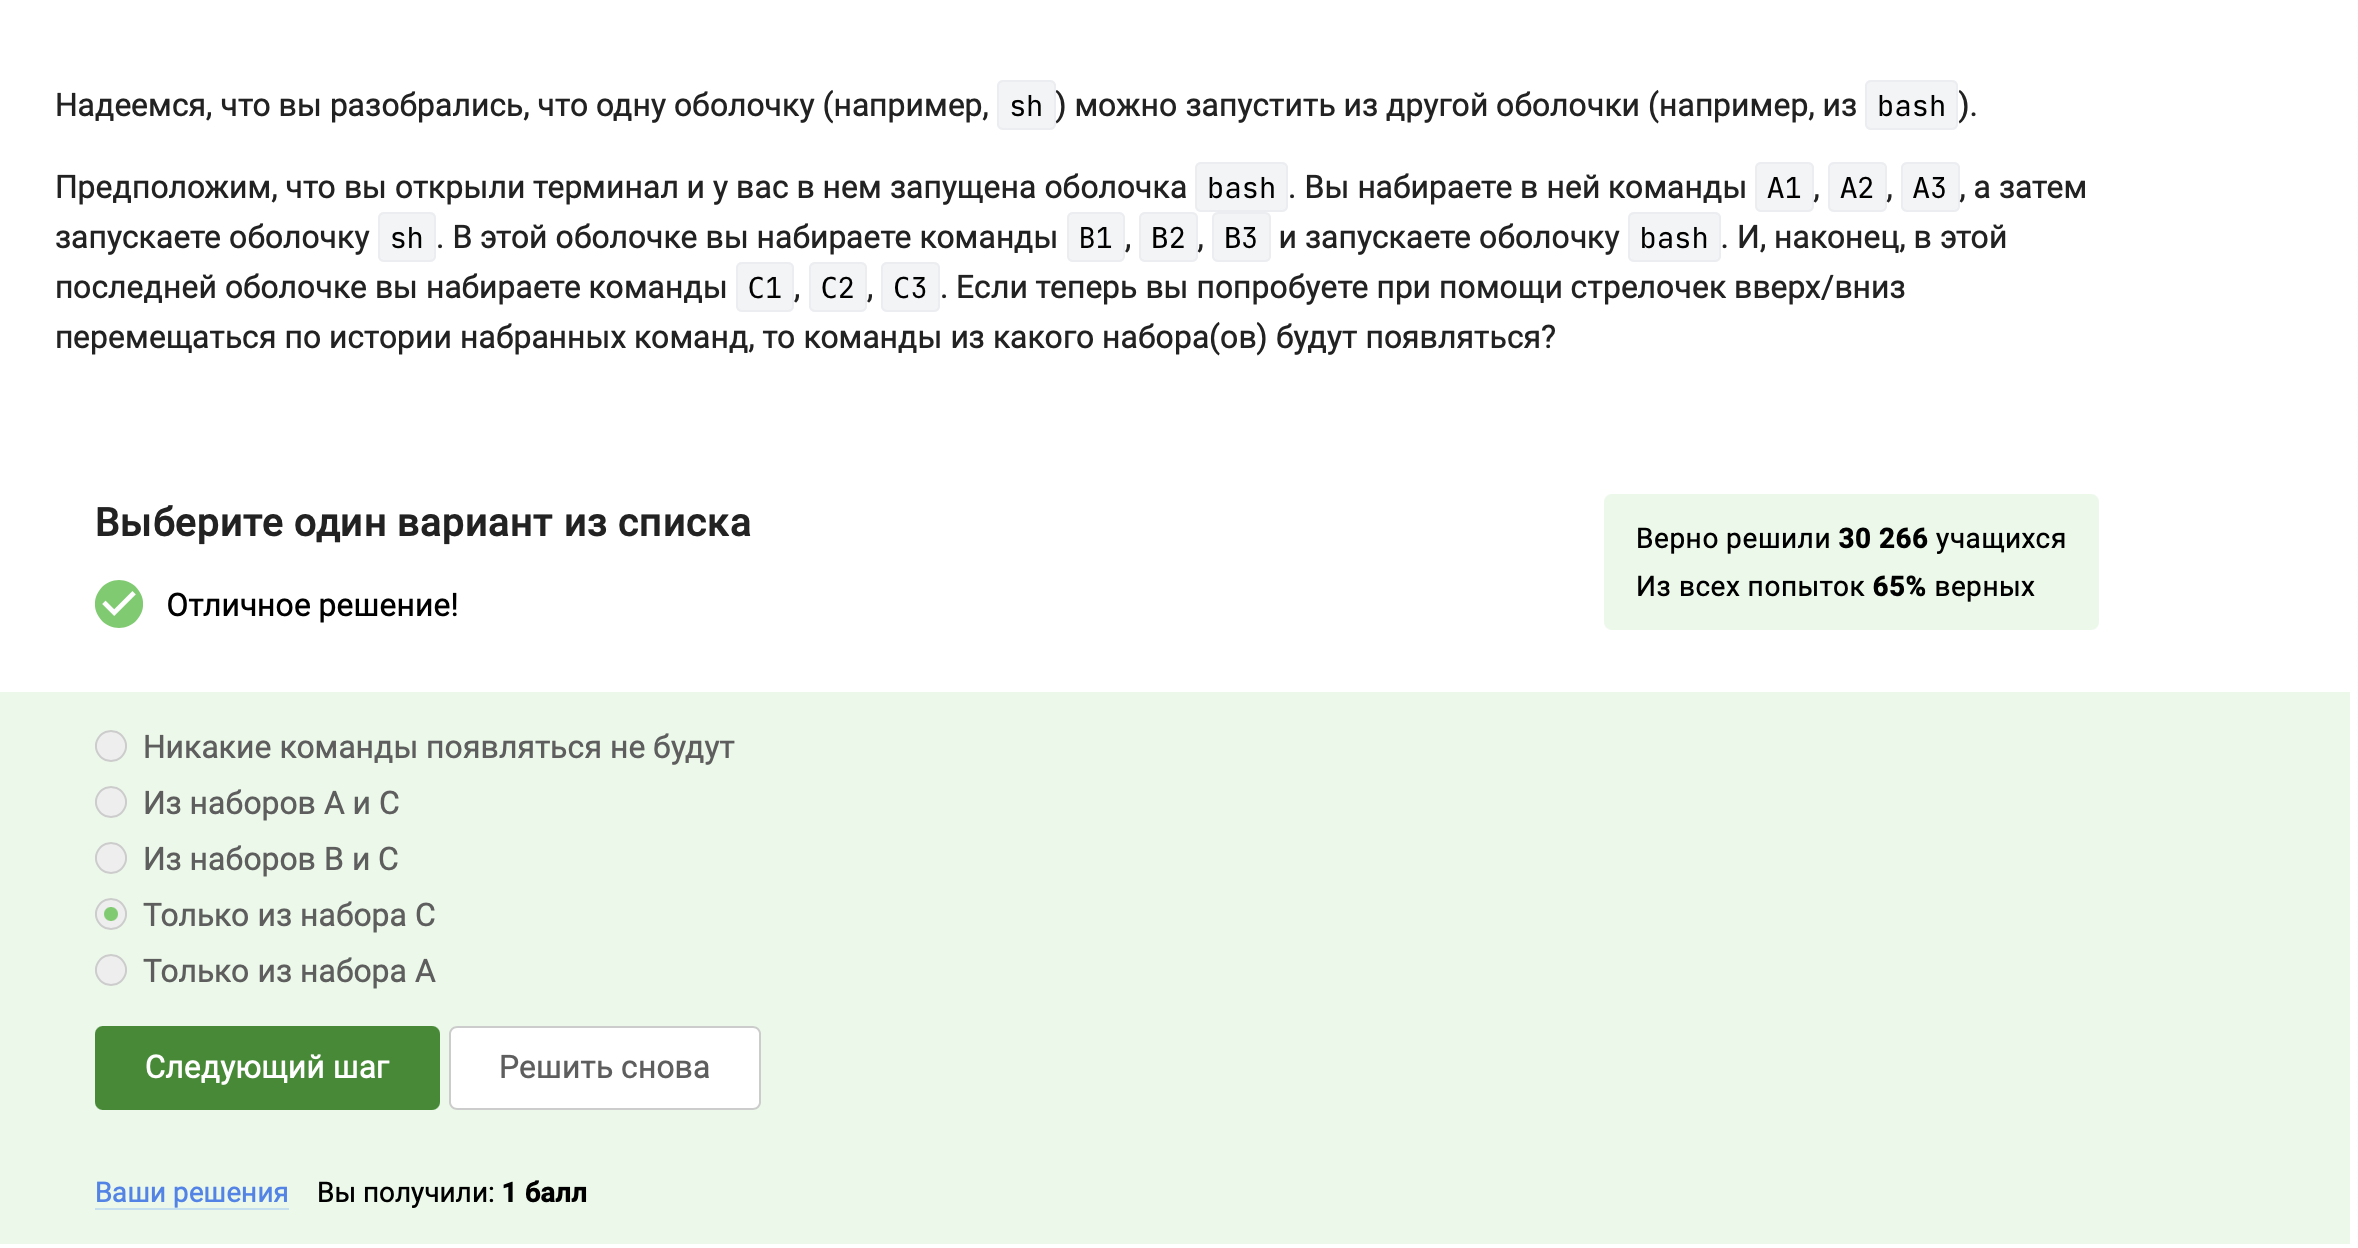 Надеемся, что вы разобрались, что одну оболочку (например, sh) можно запустить из другой оболочки (например, из bash).
Предположим, что вы открыли терминал и у вас в нем запущена оболочка bash. Вы набираете в ней команды A1, A2, A3, а затем
запускаете оболочку sh. В этой оболочке вы набираете команды B1, B2, B3 и запускаете оболочку bash. И, наконец, в этой
последней оболочке вы набираете команды C1, C2, C3. Если теперь вы попробуете при помощи стрелочек вверх/вниз
перемещаться по истории набранных команд, то команды из какого набора(ов) будут появляться?
Выберите один вариант из списка
Верно решили 30 266 учащихся
Из всех попыток 65% верных
Отличное решение!
Никакие команды появляться не будут
Из наборов A и C
Из наборов B и C
Только из набора C
Только из набора A
Следующий шаг
Решить снова
Ваши решения Вы получили: 1 балл